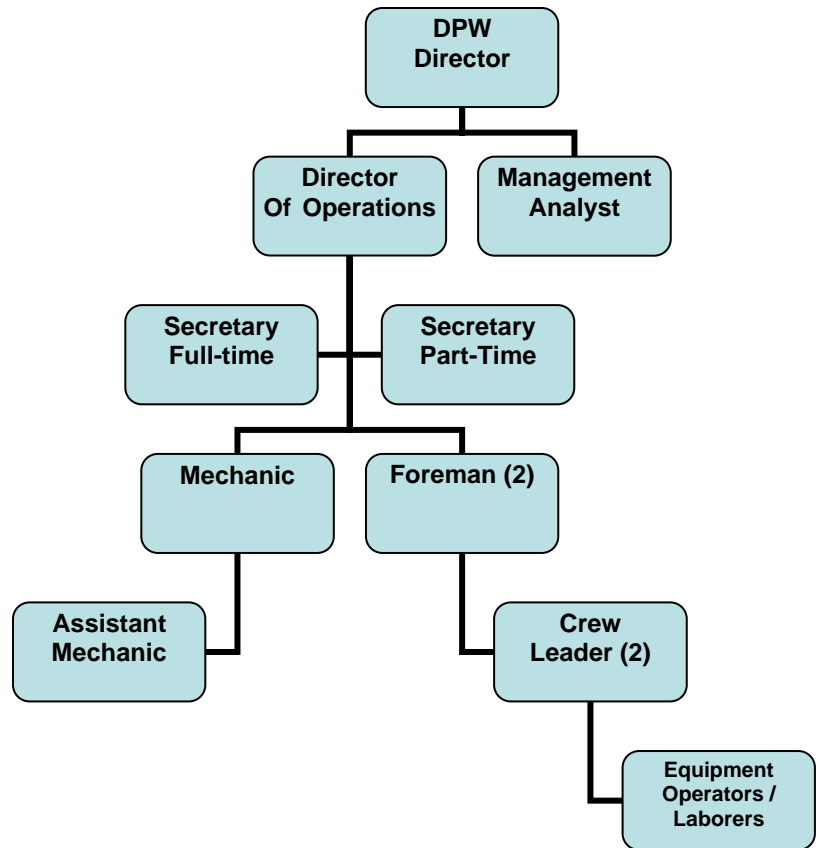 DPW
Director
Director
Of Operations
Management
Analyst
Secretary
Full-time
Secretary
Part-Time
Mechanic
Foreman (2)
Assistant
Mechanic
Crew
Leader (2)
Equipment
Operators /
Laborers